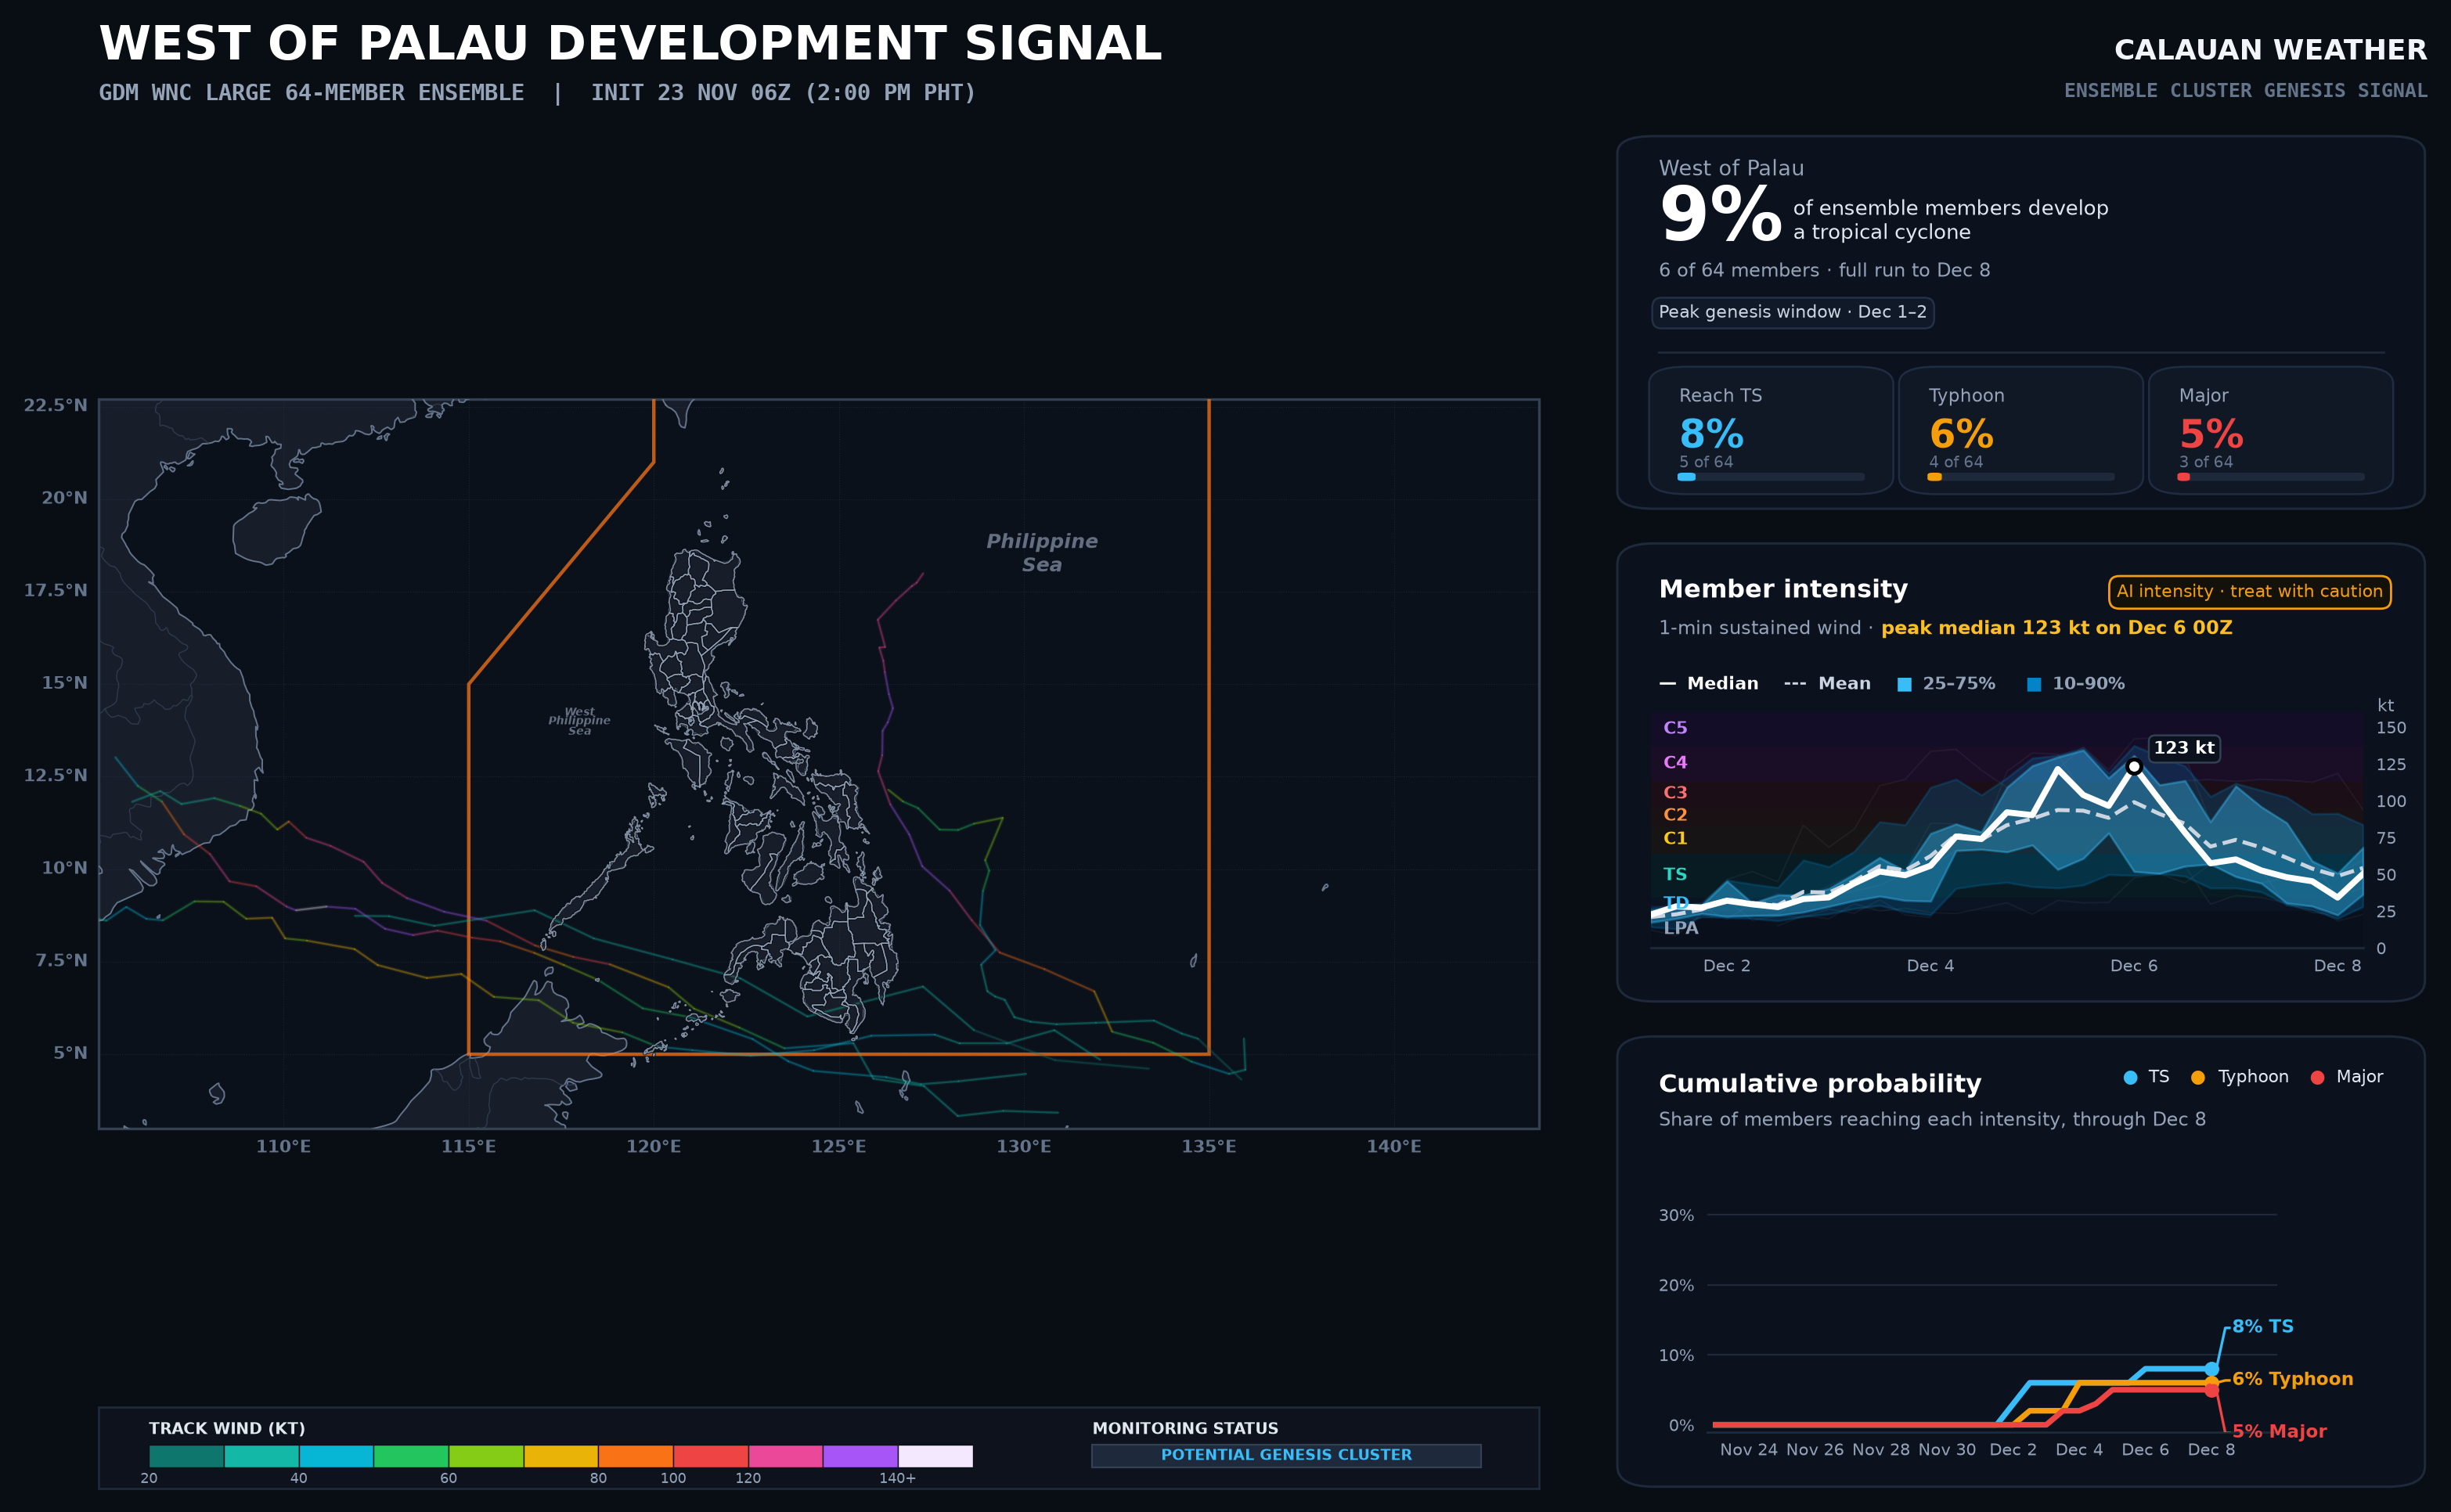 WEST OF PALAU DEVELOPMENT SIGNAL
GDM WNC LARGE 64-MEMBER ENSEMBLE | INIT 23 NOV 06Z (2:00 PM PHT)
CALAUAN WEATHER
ENSEMBLE CLUSTER GENESIS SIGNAL
22.5°N
20°N
17.5°N
15°N
12.5°N
10°N
7.5°N
5°N
110°E
115°E
120°E
125°E
130°E
135°E
140°E
Philippine
Sea
West
Philippine
Sea
TRACK WIND (KT)
20
40
60
80
100
120
140+
MONITORING STATUS
POTENTIAL GENESIS CLUSTER
West of Palau
9%
of ensemble members develop
a tropical cyclone
6 of 64 members · full run to Dec 8
Peak genesis window · Dec 1–2
Reach TS
8%
5 of 64
Typhoon
6%
4 of 64
Major
5%
3 of 64
Member intensity
AI intensity · treat with caution
1-min sustained wind · peak median 123 kt on Dec 6 00Z
Median
Mean
25–75%
10–90%
kt
C5
C4
C3
C2
C1
TS
TD
LPA
123 kt
150
125
100
75
50
25
0
Dec 2
Dec 4
Dec 6
Dec 8
Cumulative probability
TS
Typhoon
Major
Share of members reaching each intensity, through Dec 8
30%
20%
10%
0%
8% TS
6% Typhoon
5% Major
Nov 24
Nov 26
Nov 28
Nov 30
Dec 2
Dec 4
Dec 6
Dec 8